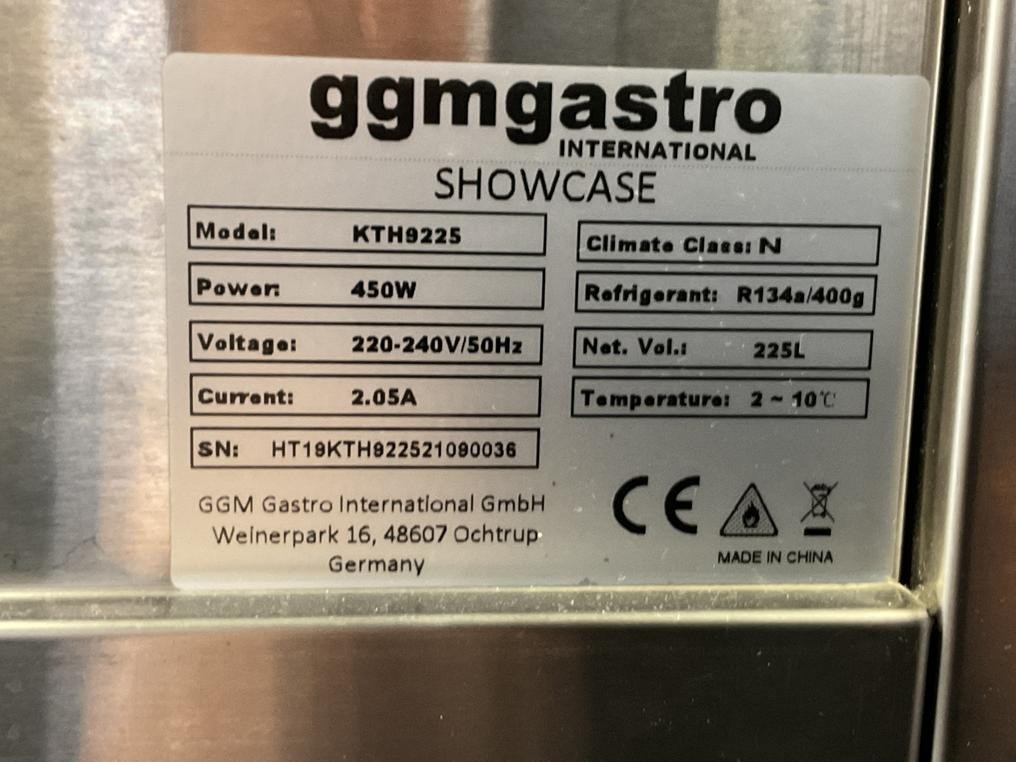 ggmgastro
INTERNATIONAL
SHOWCASE
Model: KTH9225
Power: 450W
Voltage: 220-240V/50Hz
Current: 2.05A
SN: HT19KTH922521090036
Climate Class: N
Refrigerant: R134a/400g
Net. Vol.: 225L
Temperature: 2 ~ 10℃
GGM Gastro International GmbH
Weinerpark 16, 48607 Ochtrup
Germany
CE
MADE IN CHINA